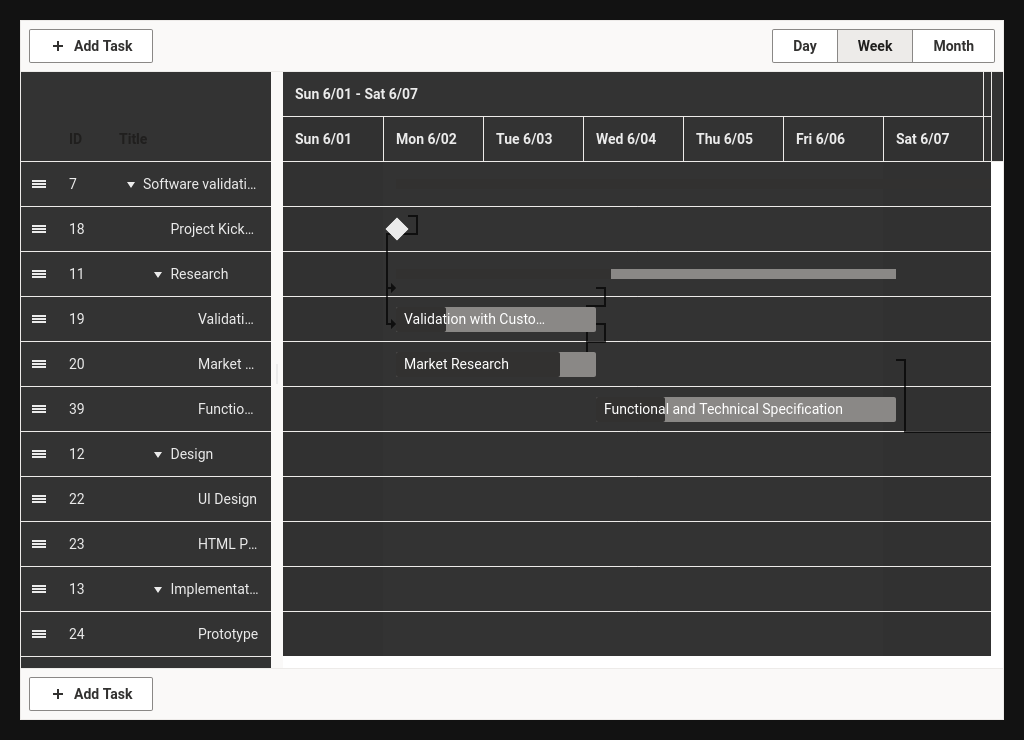 Add Task
Day Week Month
Sun 6/01 - Sat 6/07
ID Title
Sun 6/01 Mon 6/02 Tue 6/03 Wed 6/04 Thu 6/05 Fri 6/06 Sat 6/07
7 Software validati...
18 Project Kick...
11 Research
19 Validati... Validation with Custo...
20 Market ... Market Research
39 Functio... Functional and Technical Specification
12 Design
22 UI Design
23 HTML P...
13 Implementat...
24 Prototype
Add Task